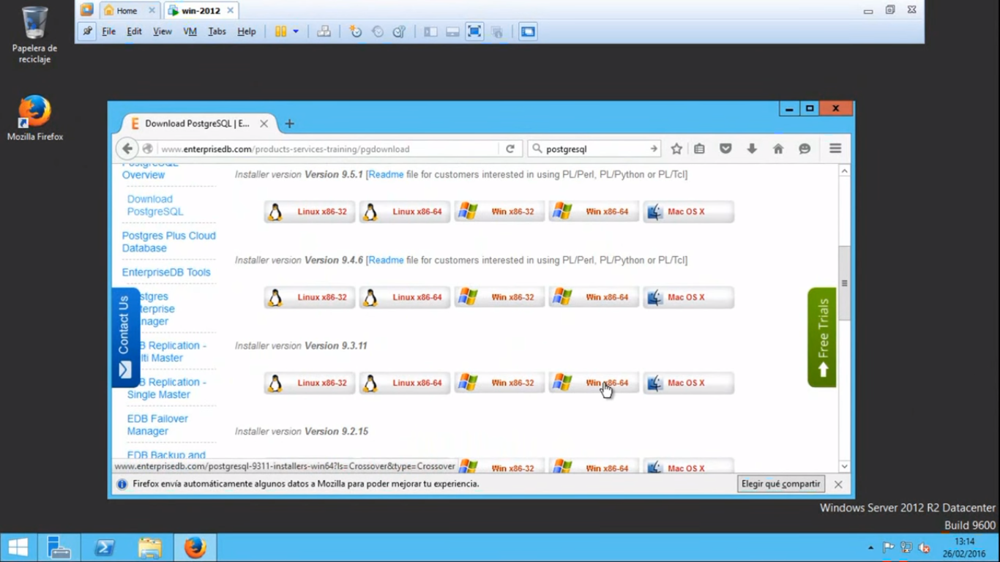 Home
win-2012
File Edit View VM Tabs Help
Papelera de
reciclaje
Mozilla Firefox
Download PostgreSQL | E...
www.enterprisedb.com/products-services-training/pgdownload
postgresql
PostgreSQL
Overview
Download
PostgreSQL
Postgres Plus Cloud
Database
EnterpriseDB Tools
stgres
terprise
nager
B Replication -
lti Master
B Replication -
Single Master
EDB Failover
Manager
EDB Backup and
Contact Us
Installer version Version 9.5.1 [Readme file for customers interested in using PL/Perl, PL/Python or PL/Tcl]
Linux x86-32 Linux x86-64 Win x86-32 Win x86-64 Mac OS X
Installer version Version 9.4.6 [Readme file for customers interested in using PL/Perl, PL/Python or PL/Tcl]
Linux x86-32 Linux x86-64 Win x86-32 Win x86-64 Mac OS X
Installer version Version 9.3.11
Linux x86-32 Linux x86-64 Win x86-32 Win x86-64 Mac OS X
Installer version Version 9.2.15
Win x86-32 Win x86-64 Mac OS X
Free Trials
www.enterprisedb.com/postgresql-9311-installers-win64?ls=Crossover&type=Crossover
Firefox envía automáticamente algunos datos a Mozilla para poder mejorar tu experiencia.
Elegir qué compartir
Windows Server 2012 R2 Datacenter
Build 9600
13:14
26/02/2016